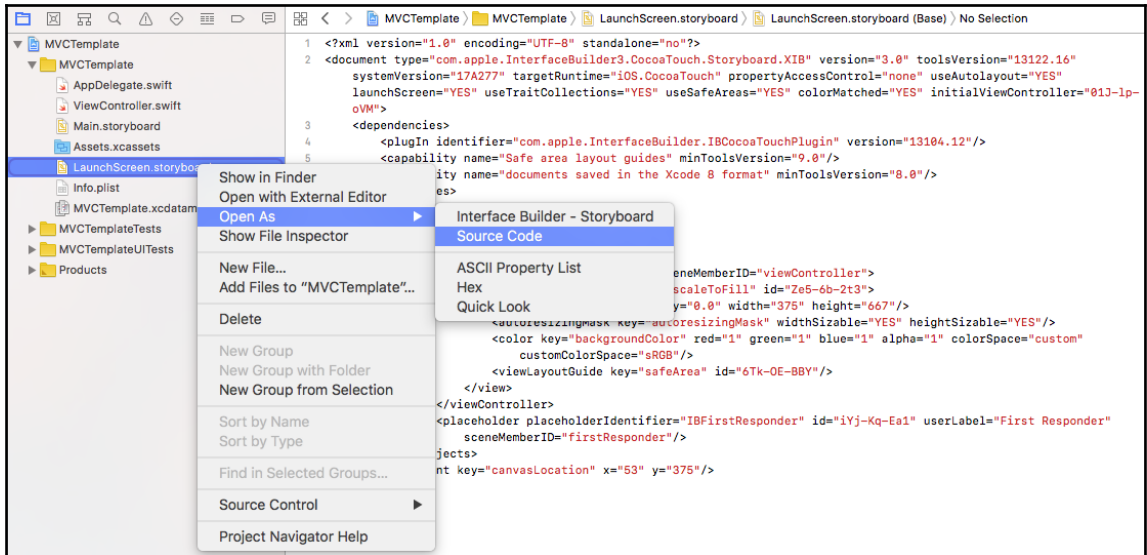 MVCTemplate 〉 MVCTemplate 〉 LaunchScreen.storyboard 〉 LaunchScreen.storyboard (Base) 〉 No Selection
MVCTemplate
MVCTemplate
AppDelegate.swift
ViewController.swift
Main.storyboard
Assets.xcassets
LaunchScreen.storyboa
Info.plist
MVCTemplate.xcdatam
MVCTemplateTests
MVCTemplateUITests
Products
Show in Finder
Open with External Editor
Open As
Show File Inspector
New File...
Add Files to “MVCTemplate”...
Delete
New Group
New Group with Folder
New Group from Selection
Sort by Name
Sort by Type
Find in Selected Groups...
Source Control
Project Navigator Help
Interface Builder - Storyboard
Source Code
ASCII Property List
Hex
Quick Look
1 <?xml version="1.0" encoding="UTF-8" standalone="no"?>
2 <document type="com.apple.InterfaceBuilder3.CocoaTouch.Storyboard.XIB" version="3.0" toolsVersion="13122.16"
systemVersion="17A277" targetRuntime="iOS.CocoaTouch" propertyAccessControl="none" useAutolayout="YES"
launchScreen="YES" useTraitCollections="YES" useSafeAreas="YES" colorMatched="YES" initialViewController="01J-lp-
oVM">
3 <dependencies>
4 <plugIn identifier="com.apple.InterfaceBuilder.IBCocoaTouchPlugin" version="13104.12"/>
5 <capability name="Safe area layout guides" minToolsVersion="9.0"/>
ity name="documents saved in the Xcode 8 format" minToolsVersion="8.0"/>
es>
eneMemberID="viewController">
scaleToFill" id="Ze5-6b-2t3">
y="0.0" width="375" height="667"/>
<autoresizingMask key="autoresizingMask" widthSizable="YES" heightSizable="YES"/>
<color key="backgroundColor" red="1" green="1" blue="1" alpha="1" colorSpace="custom"
customColorSpace="sRGB"/>
<viewLayoutGuide key="safeArea" id="6Tk-OE-BBY"/>
</view>
</viewController>
<placeholder placeholderIdentifier="IBFirstResponder" id="iYj-Kq-Ea1" userLabel="First Responder"
sceneMemberID="firstResponder"/>
jects>
nt key="canvasLocation" x="53" y="375"/>